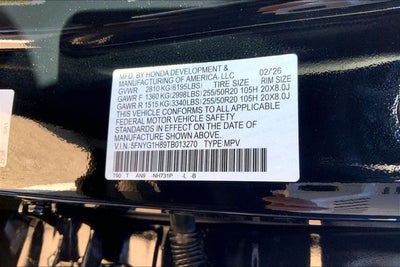 MFD. BY HONDA DEVELOPMENT &
MANUFACTURING OF AMERICA, LLC 02/26
GVWR 2810 KG(6195LBS) TIRE SIZE RIM SIZE
GAWR F 1360 KG(2998LBS) 255/50R20 105H 20X8.0J
GAWR R 1515 KG(3340LBS) 255/50R20 105H 20X8.0J
THIS VEHICLE CONFORMS TO ALL APPLICABLE
FEDERAL MOTOR VEHICLE SAFETY
STANDARDS IN EFFECT ON THE DATE OF
MANUFACTURE SHOWN ABOVE.
V.I.N. 5FNYG1H89TB013270 TYPE MPV
T90 T AN9 -NH731P -L -B